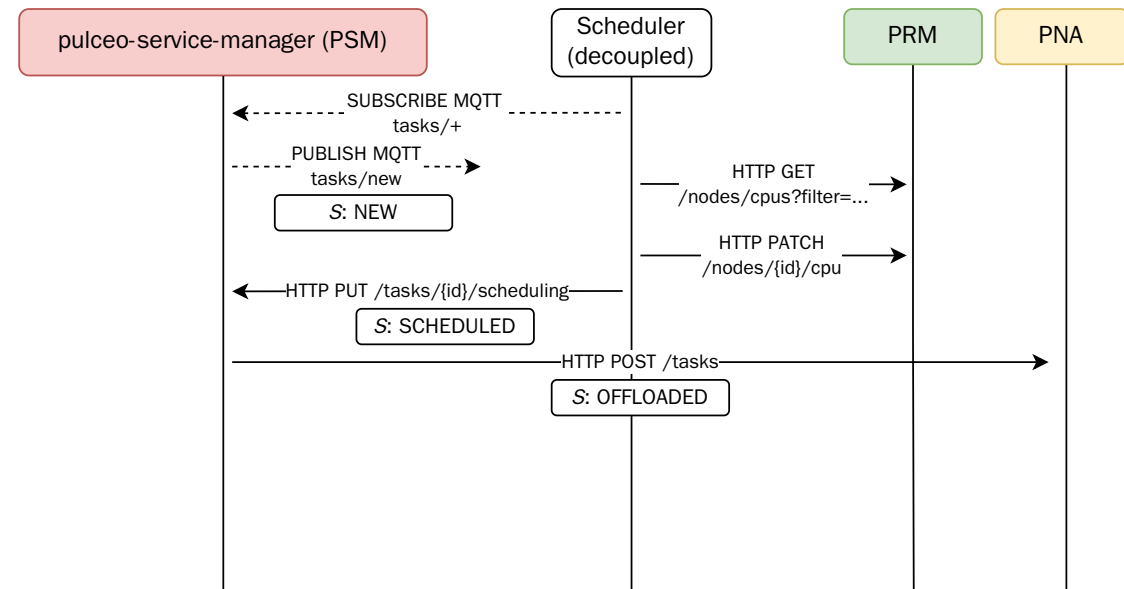 pulceo-service-manager (PSM)
Scheduler
(decoupled)
PRM
PNA
SUBSCRIBE MQTT
tasks/+
PUBLISH MQTT
tasks/new
S: NEW
HTTP GET
/nodes/cpus?filter=...
HTTP PATCH
/nodes/{id}/cpu
HTTP PUT /tasks/{id}/scheduling
S: SCHEDULED
HTTP POST /tasks
S: OFFLOADED